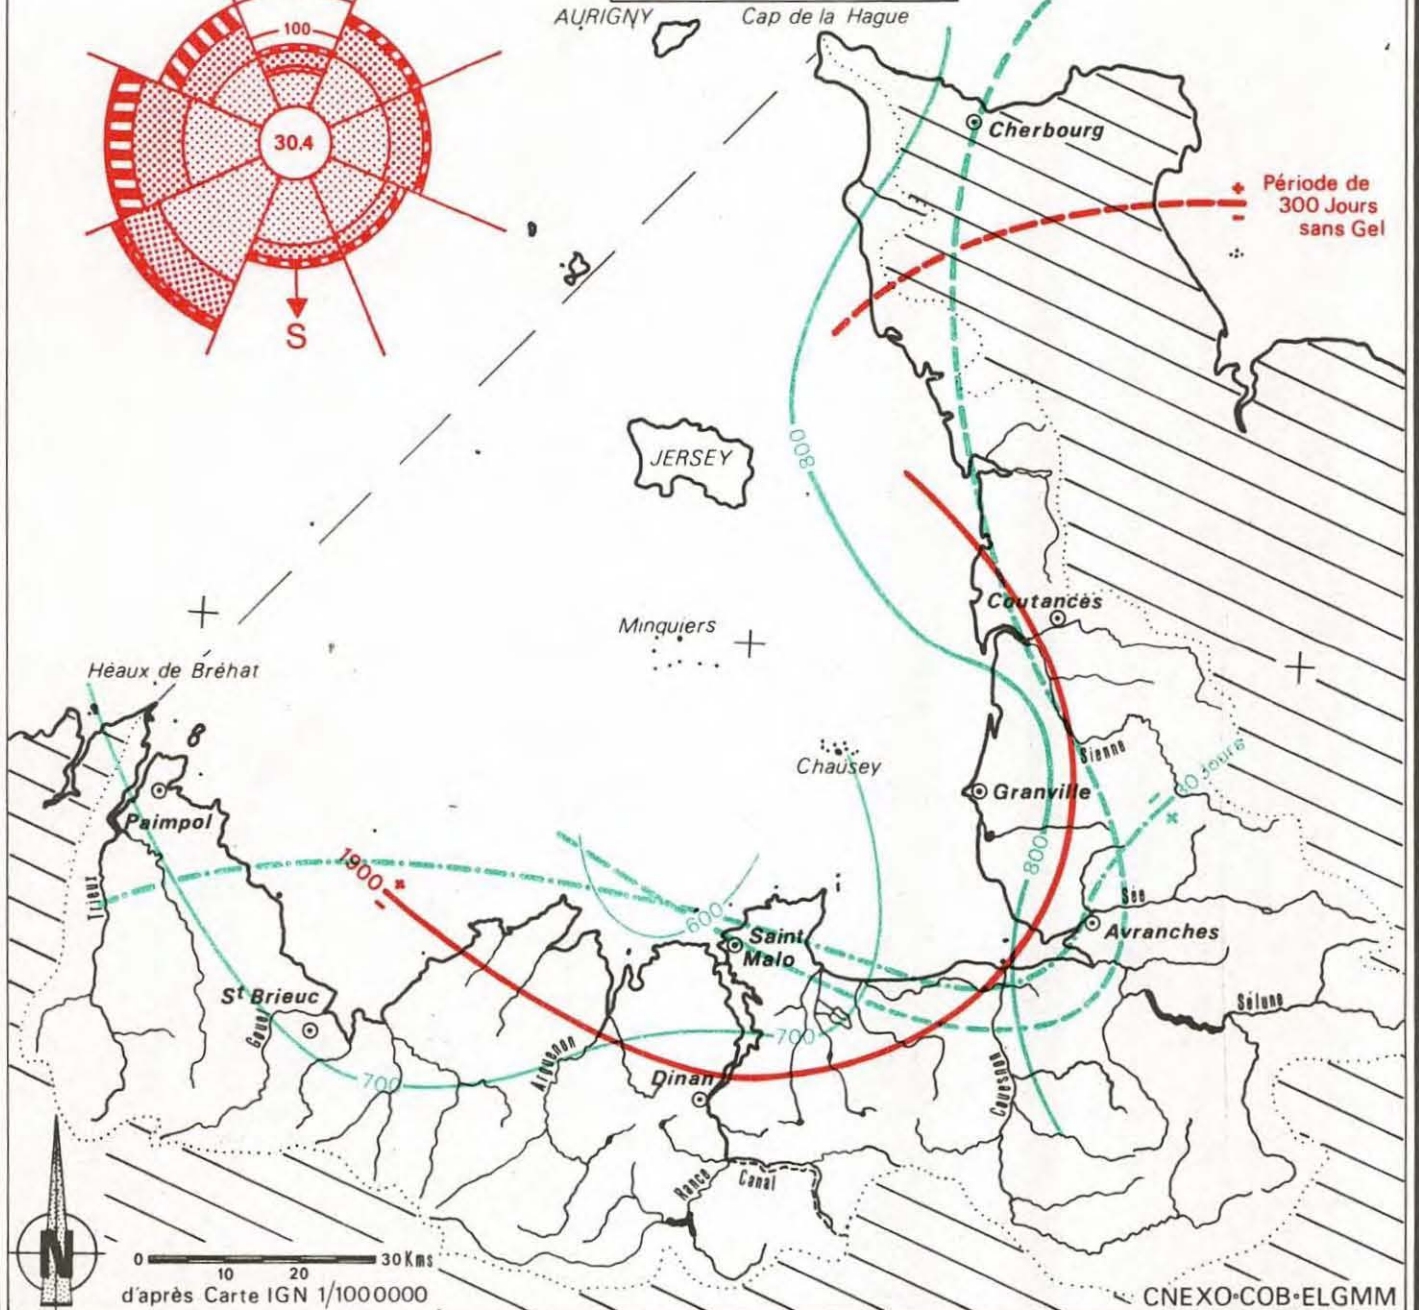 AURIGNY
Cap de la Hague
100
30.4
S
Cherbourg
+ Période de
- 300 Jours
sans Gel
800
JERSEY
Coutances
Minquiers
Héaux de Bréhat
Chausey
Sienne
30 Jours
Granville
Paimpol
1900
800
Trieux
Sée
600
Saint
Malo
Avranches
St Brieuc
Gouet
Sélune
Arguenon
700
700
Dinan
Couesnon
Rance
Canal
N
0 10 20 30 Kms
d'après Carte IGN 1/1000000
CNEXO•COB•ELGMM